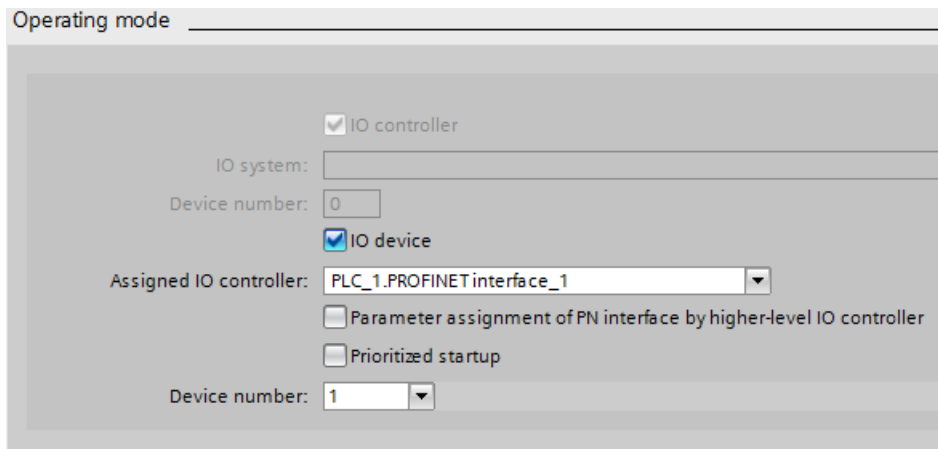 Operating mode
IO controller
IO system:
Device number: 0
IO device
Assigned IO controller: PLC_1.PROFINET interface_1
Parameter assignment of PN interface by higher-level IO controller
Prioritized startup
Device number: 1